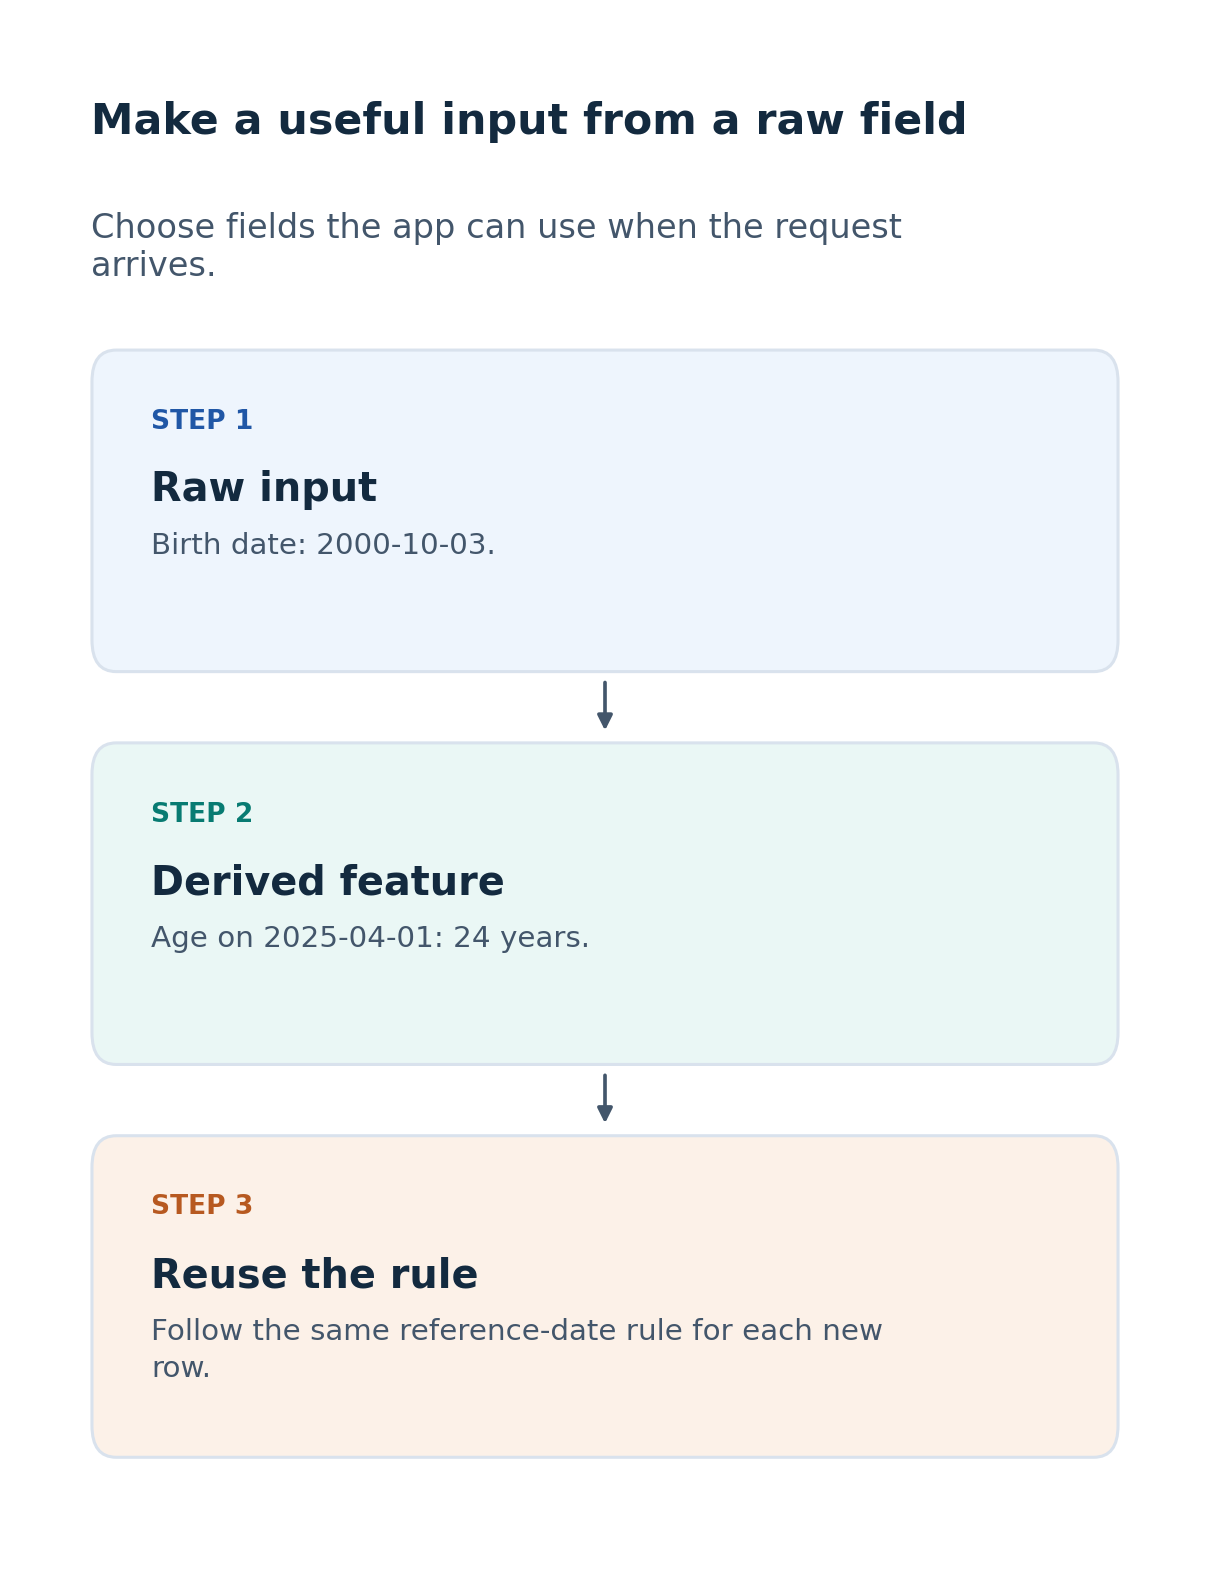 Make a useful input from a raw field
Choose fields the app can use when the request
arrives.
STEP 1
Raw input
Birth date: 2000-10-03.
STEP 2
Derived feature
Age on 2025-04-01: 24 years.
STEP 3
Reuse the rule
Follow the same reference-date rule for each new
row.